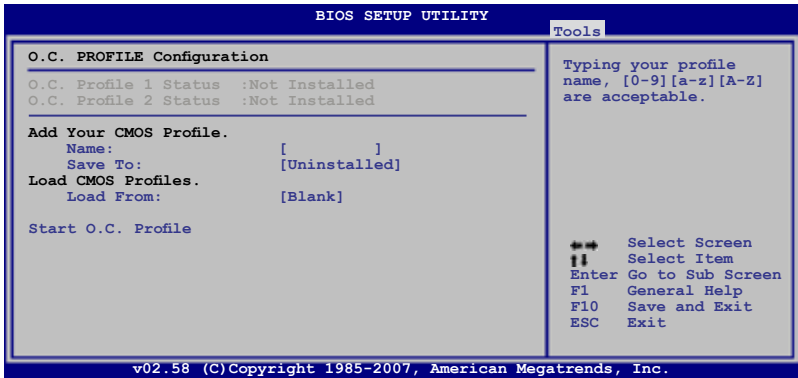 BIOS SETUP UTILITY
Tools
O.C. PROFILE Configuration
O.C. Profile 1 Status :Not Installed
O.C. Profile 2 Status :Not Installed
Add Your CMOS Profile.
Name: [ ]
Save To: [Uninstalled]
Load CMOS Profiles.
Load From: [Blank]
Start O.C. Profile
Typing your profile
name, [0-9][a-z][A-Z]
are acceptable.
Select Screen
Select Item
Enter Go to Sub Screen
F1 General Help
F10 Save and Exit
ESC Exit
v02.58 (C)Copyright 1985-2007, American Megatrends, Inc.